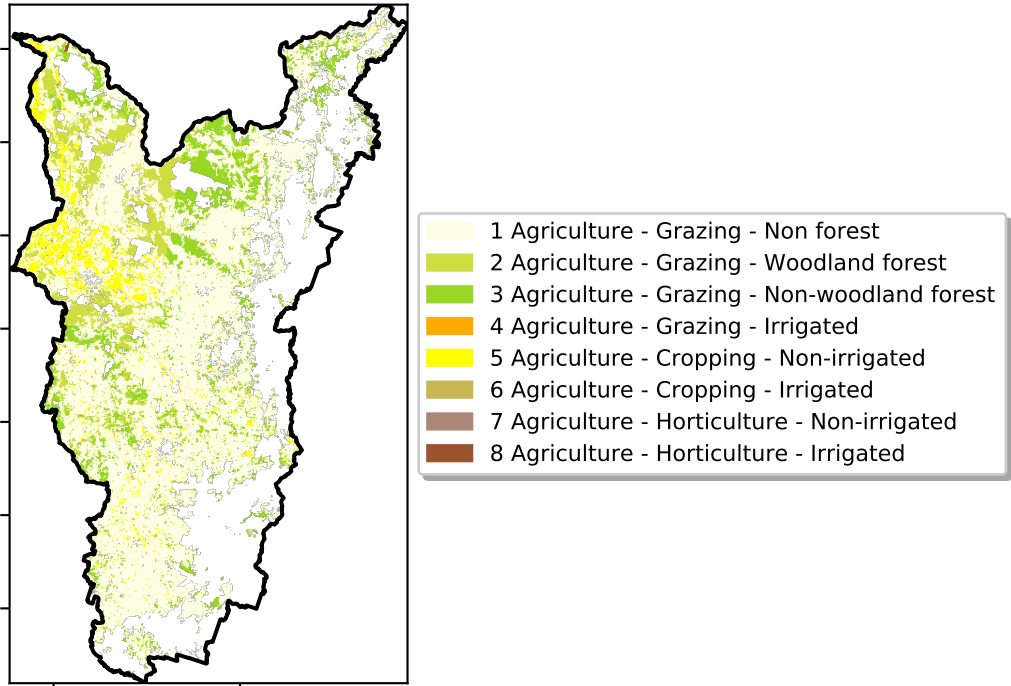 1 Agriculture - Grazing - Non forest
2 Agriculture - Grazing - Woodland forest
3 Agriculture - Grazing - Non-woodland forest
4 Agriculture - Grazing - Irrigated
5 Agriculture - Cropping - Non-irrigated
6 Agriculture - Cropping - Irrigated
7 Agriculture - Horticulture - Non-irrigated
8 Agriculture - Horticulture - Irrigated